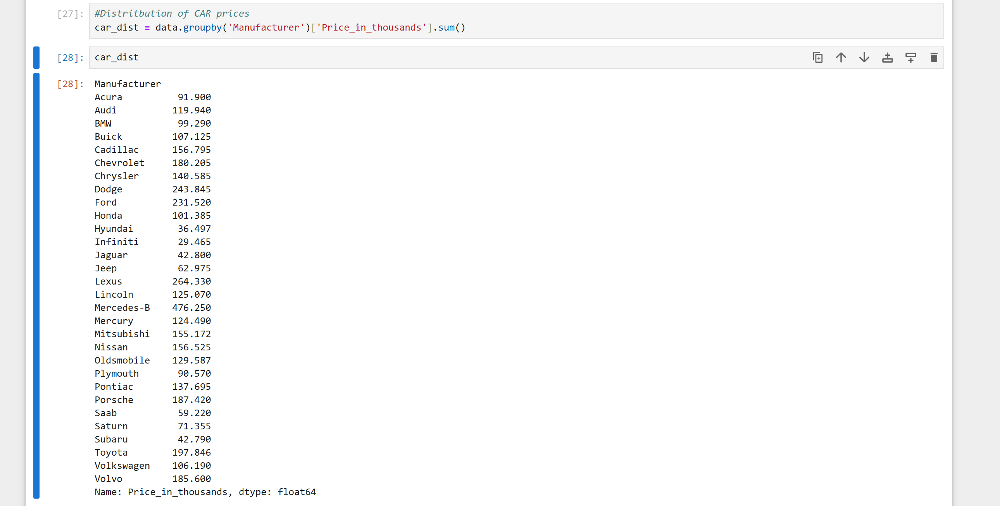 [27]: #Distritbution of CAR prices
car_dist = data.groupby('Manufacturer')['Price_in_thousands'].sum()
[28]: car_dist
[28]: Manufacturer
Acura 91.900
Audi 119.940
BMW 99.290
Buick 107.125
Cadillac 156.795
Chevrolet 180.205
Chrysler 140.585
Dodge 243.845
Ford 231.520
Honda 101.385
Hyundai 36.497
Infiniti 29.465
Jaguar 42.800
Jeep 62.975
Lexus 264.330
Lincoln 125.070
Mercedes-B 476.250
Mercury 124.490
Mitsubishi 155.172
Nissan 156.525
Oldsmobile 129.587
Plymouth 90.570
Pontiac 137.695
Porsche 187.420
Saab 59.220
Saturn 71.355
Subaru 42.790
Toyota 197.846
Volkswagen 106.190
Volvo 185.600
Name: Price_in_thousands, dtype: float64